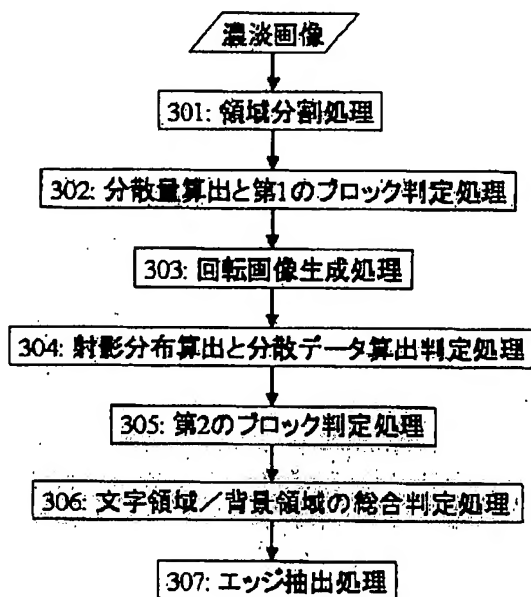 濃淡画像
301: 領域分割処理
302: 分散量算出と第1のブロック判定処理
303: 回転画像生成処理
304: 射影分布算出と分散データ算出判定処理
305: 第2のブロック判定処理
306: 文字領域／背景領域の総合判定処理
307: エッジ抽出処理